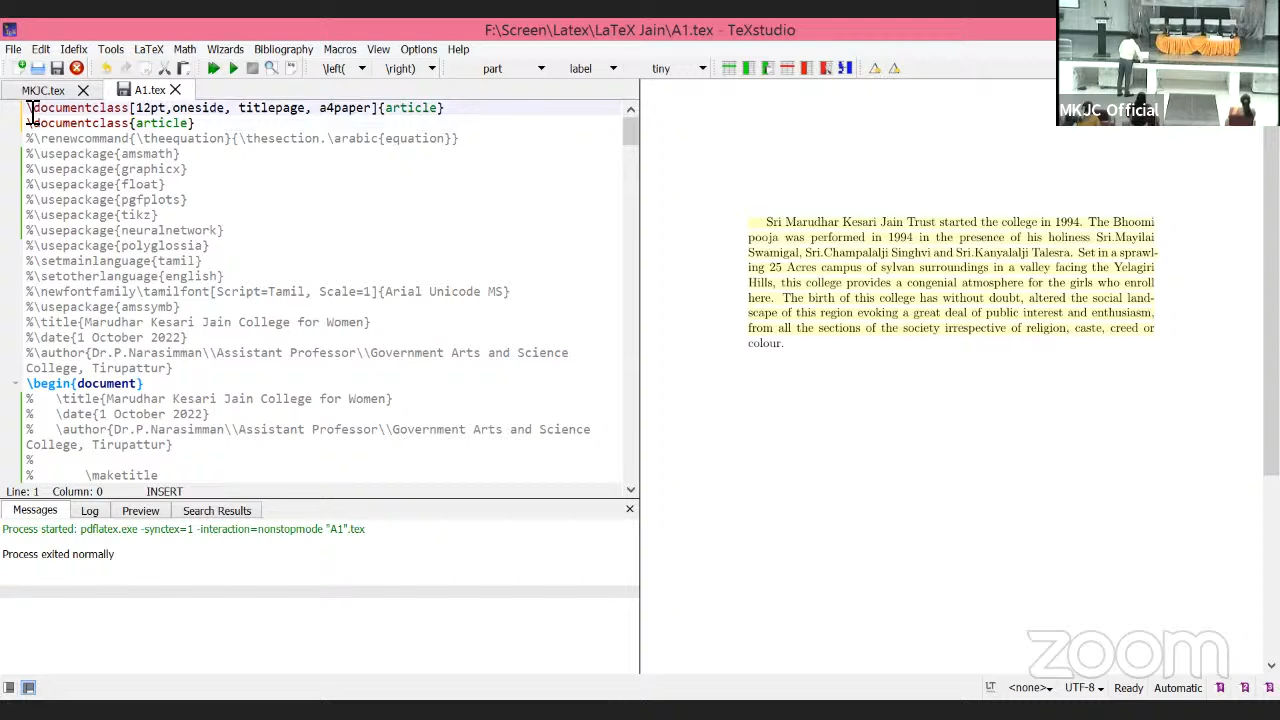 F:\Screen\Latex\LaTeX Jain\A1.tex - TeXstudio
File Edit Idefix Tools LaTeX Math Wizards Bibliography Macros View Options Help
\left( \right) part label tiny
MKJC.tex A1.tex
\documentclass[12pt,oneside, titlepage, a4paper]{article}
\documentclass{article}
%\renewcommand{\theequation}{\thesection.\arabic{equation}}
%\usepackage{amsmath}
%\usepackage{graphicx}
%\usepackage{float}
%\usepackage{pgfplots}
%\usepackage{tikz}
%\usepackage{neuralnetwork}
%\usepackage{polyglossia}
%\setmainlanguage{tamil}
%\setotherlanguage{english}
%\newfontfamily\tamilfont[Script=Tamil, Scale=1]{Arial Unicode MS}
%\usepackage{amssymb}
%\title{Marudhar Kesari Jain College for Women}
%\date{1 October 2022}
%\author{Dr.P.Narasimman\\Assistant Professor\\Government Arts and Science
College, Tirupattur}
\begin{document}
% \title{Marudhar Kesari Jain College for Women}
% \date{1 October 2022}
% \author{Dr.P.Narasimman\\Assistant Professor\\Government Arts and Science
College, Tirupattur}
%
% \maketitle
Line: 1 Column: 0 INSERT
Messages Log Preview Search Results
Process started: pdflatex.exe -synctex=1 -interaction=nonstopmode "A1".tex
Process exited normally
MKJC Official
Sri Marudhar Kesari Jain Trust started the college in 1994. The Bhoomi
pooja was performed in 1994 in the presence of his holiness Sri.Mayilai
Swamigal, Sri.Champalalji Singhvi and Sri.Kanyalalji Talesra. Set in a sprawl-
ing 25 Acres campus of sylvan surroundings in a valley facing the Yelagiri
Hills, this college provides a congenial atmosphere for the girls who enroll
here. The birth of this college has without doubt, altered the social land-
scape of this region evoking a great deal of public interest and enthusiasm,
from all the sections of the society irrespective of religion, caste, creed or
colour.
zoom
LT <none> UTF-8 Ready Automatic